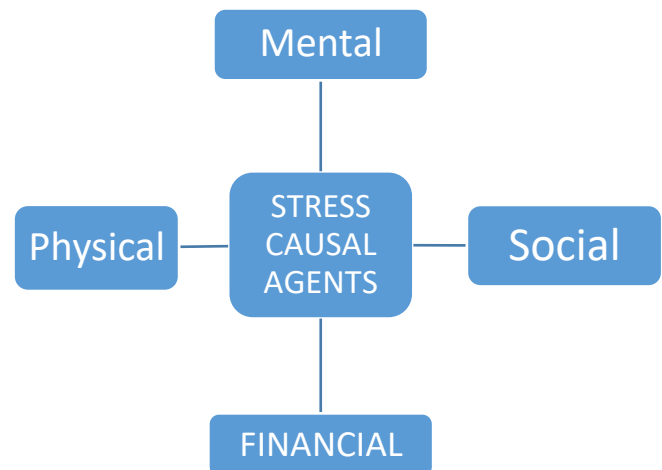 Mental
Physical
STRESS
CAUSAL
AGENTS
Social
FINANCIAL